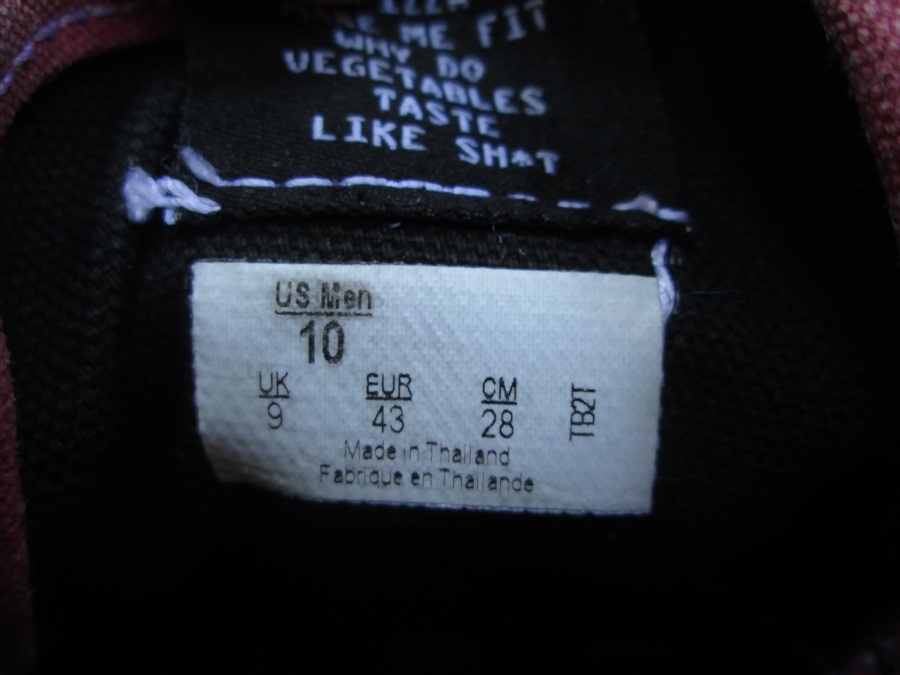 ME FIT
WHY DO
VEGETABLES
TASTE
LIKE SH*T
US Men
10
UK EUR CM
9 43 28
TB2T
Made in Thailand
Fabrique en Thailande